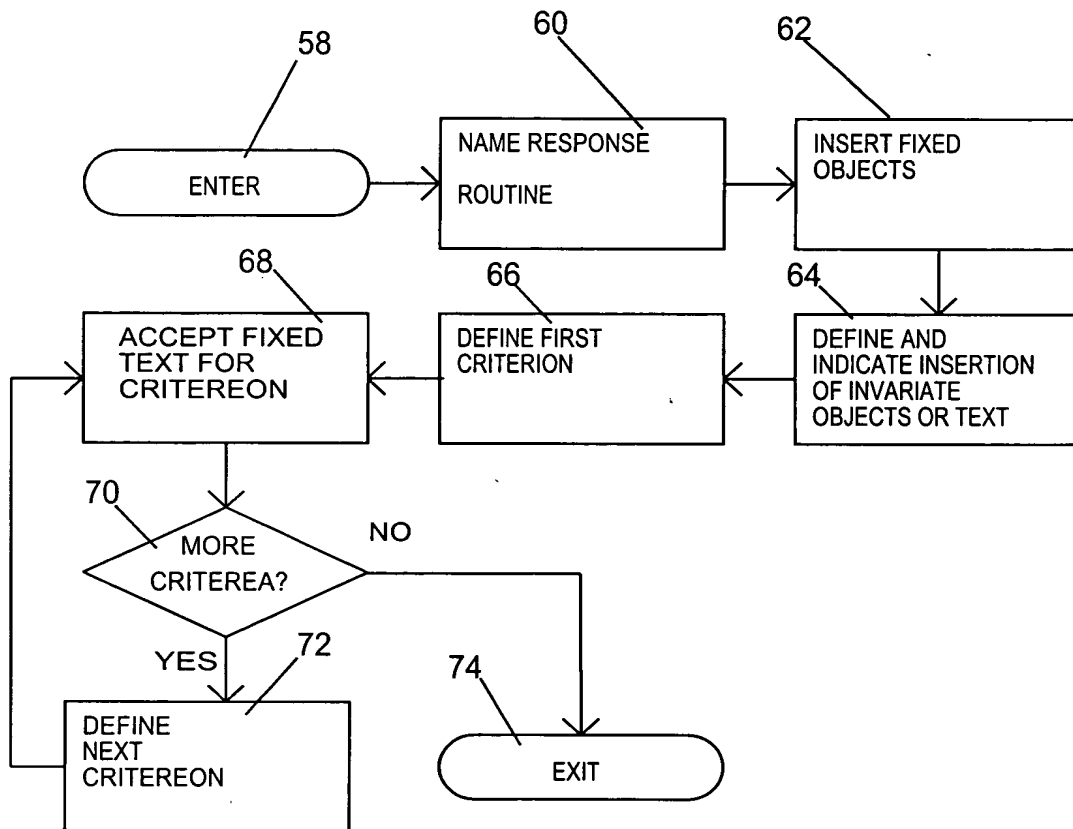 58
60
62
ENTER
NAME RESPONSE
ROUTINE
INSERT FIXED
OBJECTS
68
66
64
ACCEPT FIXED
TEXT FOR
CRITEREON
DEFINE FIRST
CRITERION
DEFINE AND
INDICATE INSERTION
OF INVARIATE
OBJECTS OR TEXT
70
MORE
CRITEREA?
NO
YES
72
DEFINE
NEXT
CRITEREON
74
EXIT